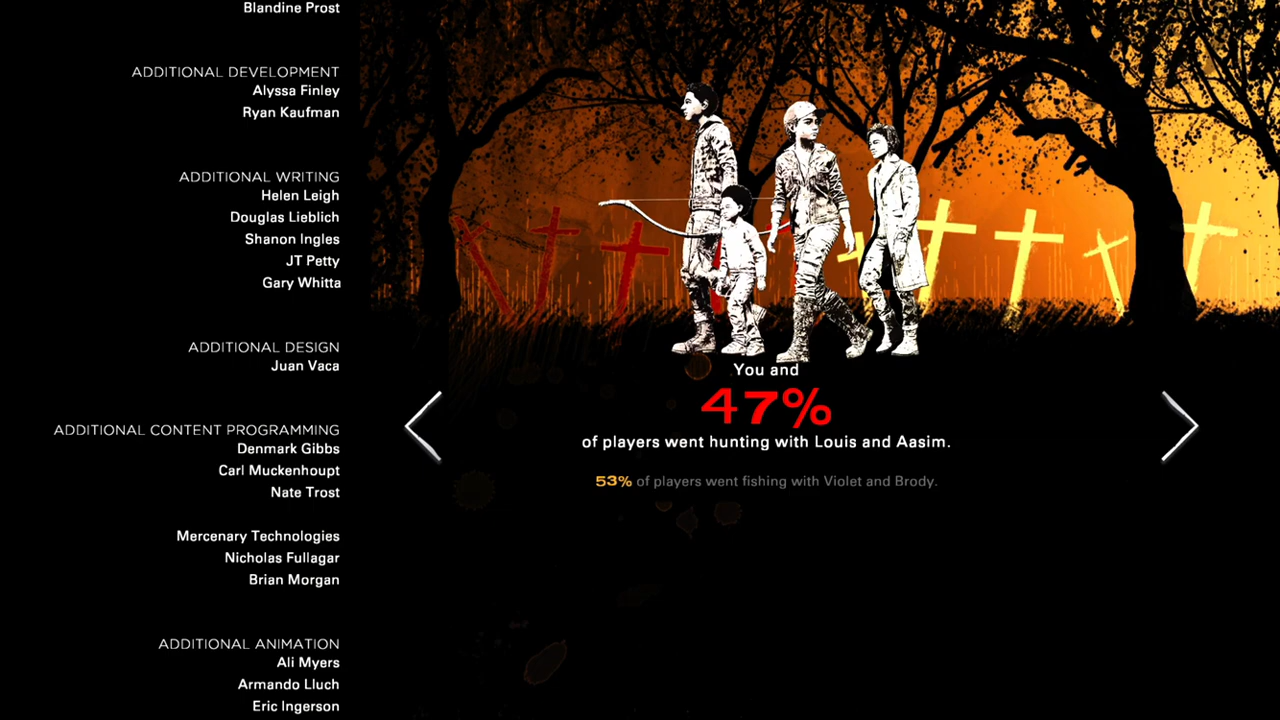 Blandine Prost
ADDITIONAL DEVELOPMENT
Alyssa Finley
Ryan Kaufman
ADDITIONAL WRITING
Helen Leigh
Douglas Lieblich
Shanon Ingles
JT Petty
Gary Whitta
ADDITIONAL DESIGN
Juan Vaca
ADDITIONAL CONTENT PROGRAMMING
Denmark Gibbs
Carl Muckenhoupt
Nate Trost
Mercenary Technologies
Nicholas Fullagar
Brian Morgan
ADDITIONAL ANIMATION
Ali Myers
Armando Lluch
Eric Ingerson
You and
47%
of players went hunting with Louis and Aasim.
53% of players went fishing with Violet and Brody.